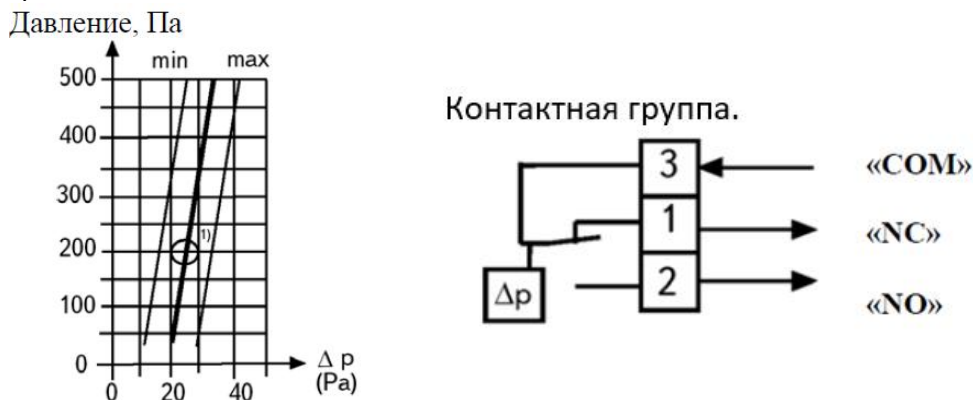 Давление, Па
min max
500
400
300
200
100
0
1)
0 20 40
Δ p
(Pa)
Контактная группа.
3 «COM»
1 «NC»
2 «NO»
Δp